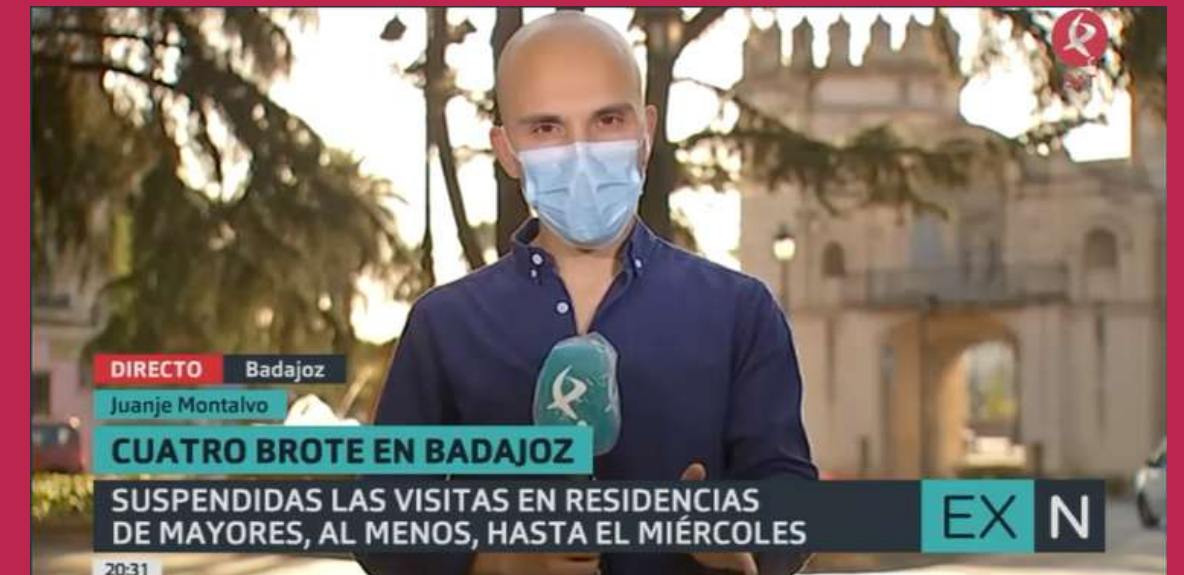 DIRECTO Badajoz
Juanje Montalvo
CUATRO BROTE EN BADAJOZ
SUSPENDIDAS LAS VISITAS EN RESIDENCIAS
DE MAYORES, AL MENOS, HASTA EL MIÉRCOLES
EX N
20:31